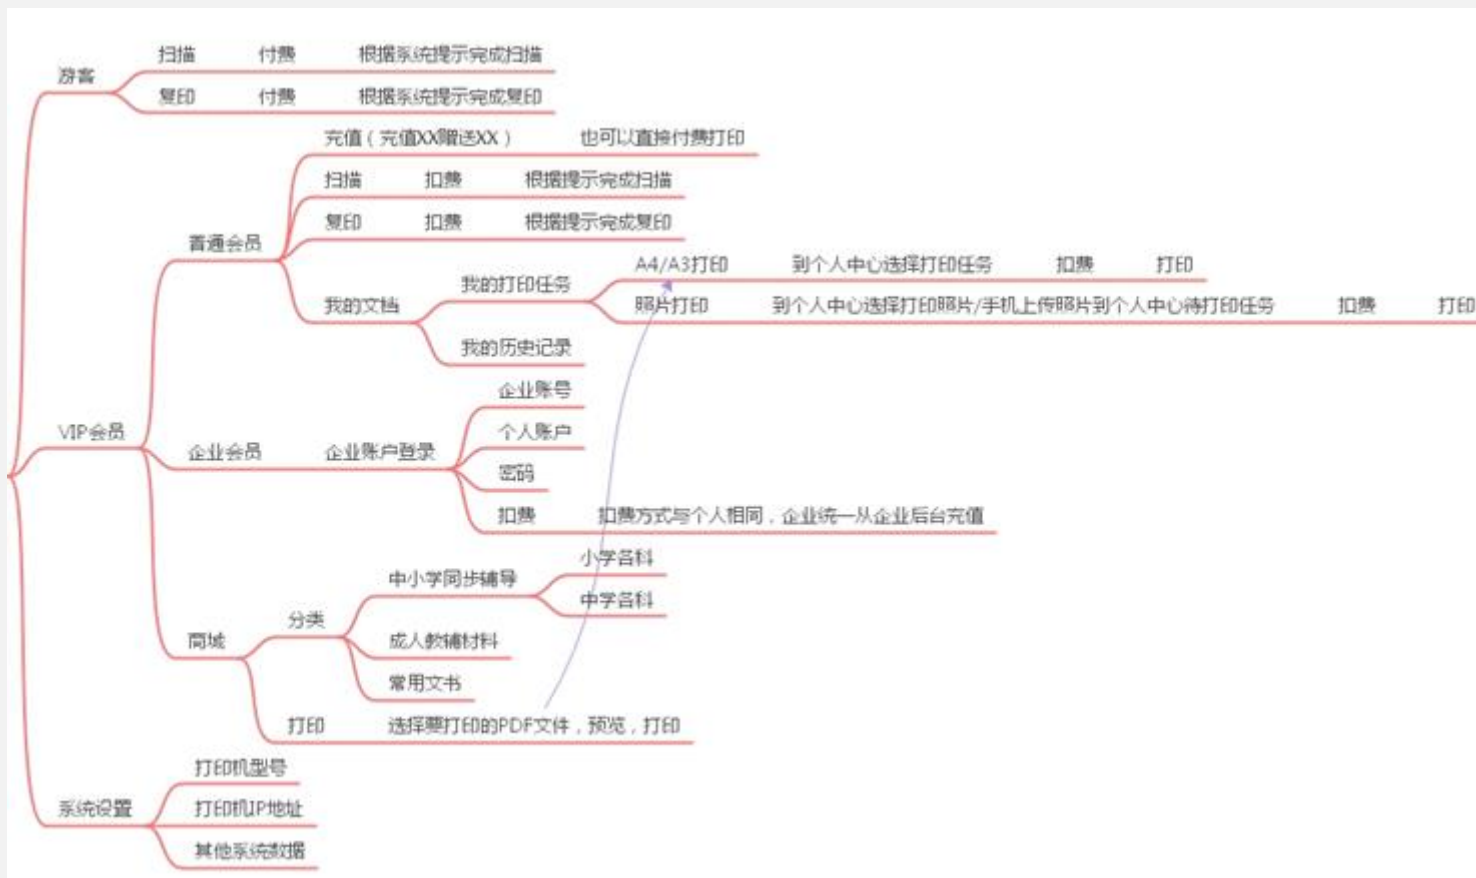 游客
扫描 付费 根据系统提示完成扫描
复印 付费 根据系统提示完成复印
VIP会员
普通会员
充值（充值XX赠送XX） 也可以直接付费打印
扫描 扣费 根据提示完成扫描
复印 扣费 根据提示完成复印
我的文档
我的打印任务
A4/A3打印 到个人中心选择打印任务 扣费 打印
照片打印 到个人中心选择打印照片/手机上传照片到个人中心待打印任务 扣费 打印
我的历史记录
企业会员 企业账户登录
企业账号
个人账户
密码
扣费 扣费方式与个人相同，企业统一从企业后台充值
商城
分类
中小学同步辅导
小学各科
中学各科
成人教辅材料
常用文书
打印 选择要打印的PDF文件，预览，打印
系统设置
打印机型号
打印机IP地址
其他系统数据